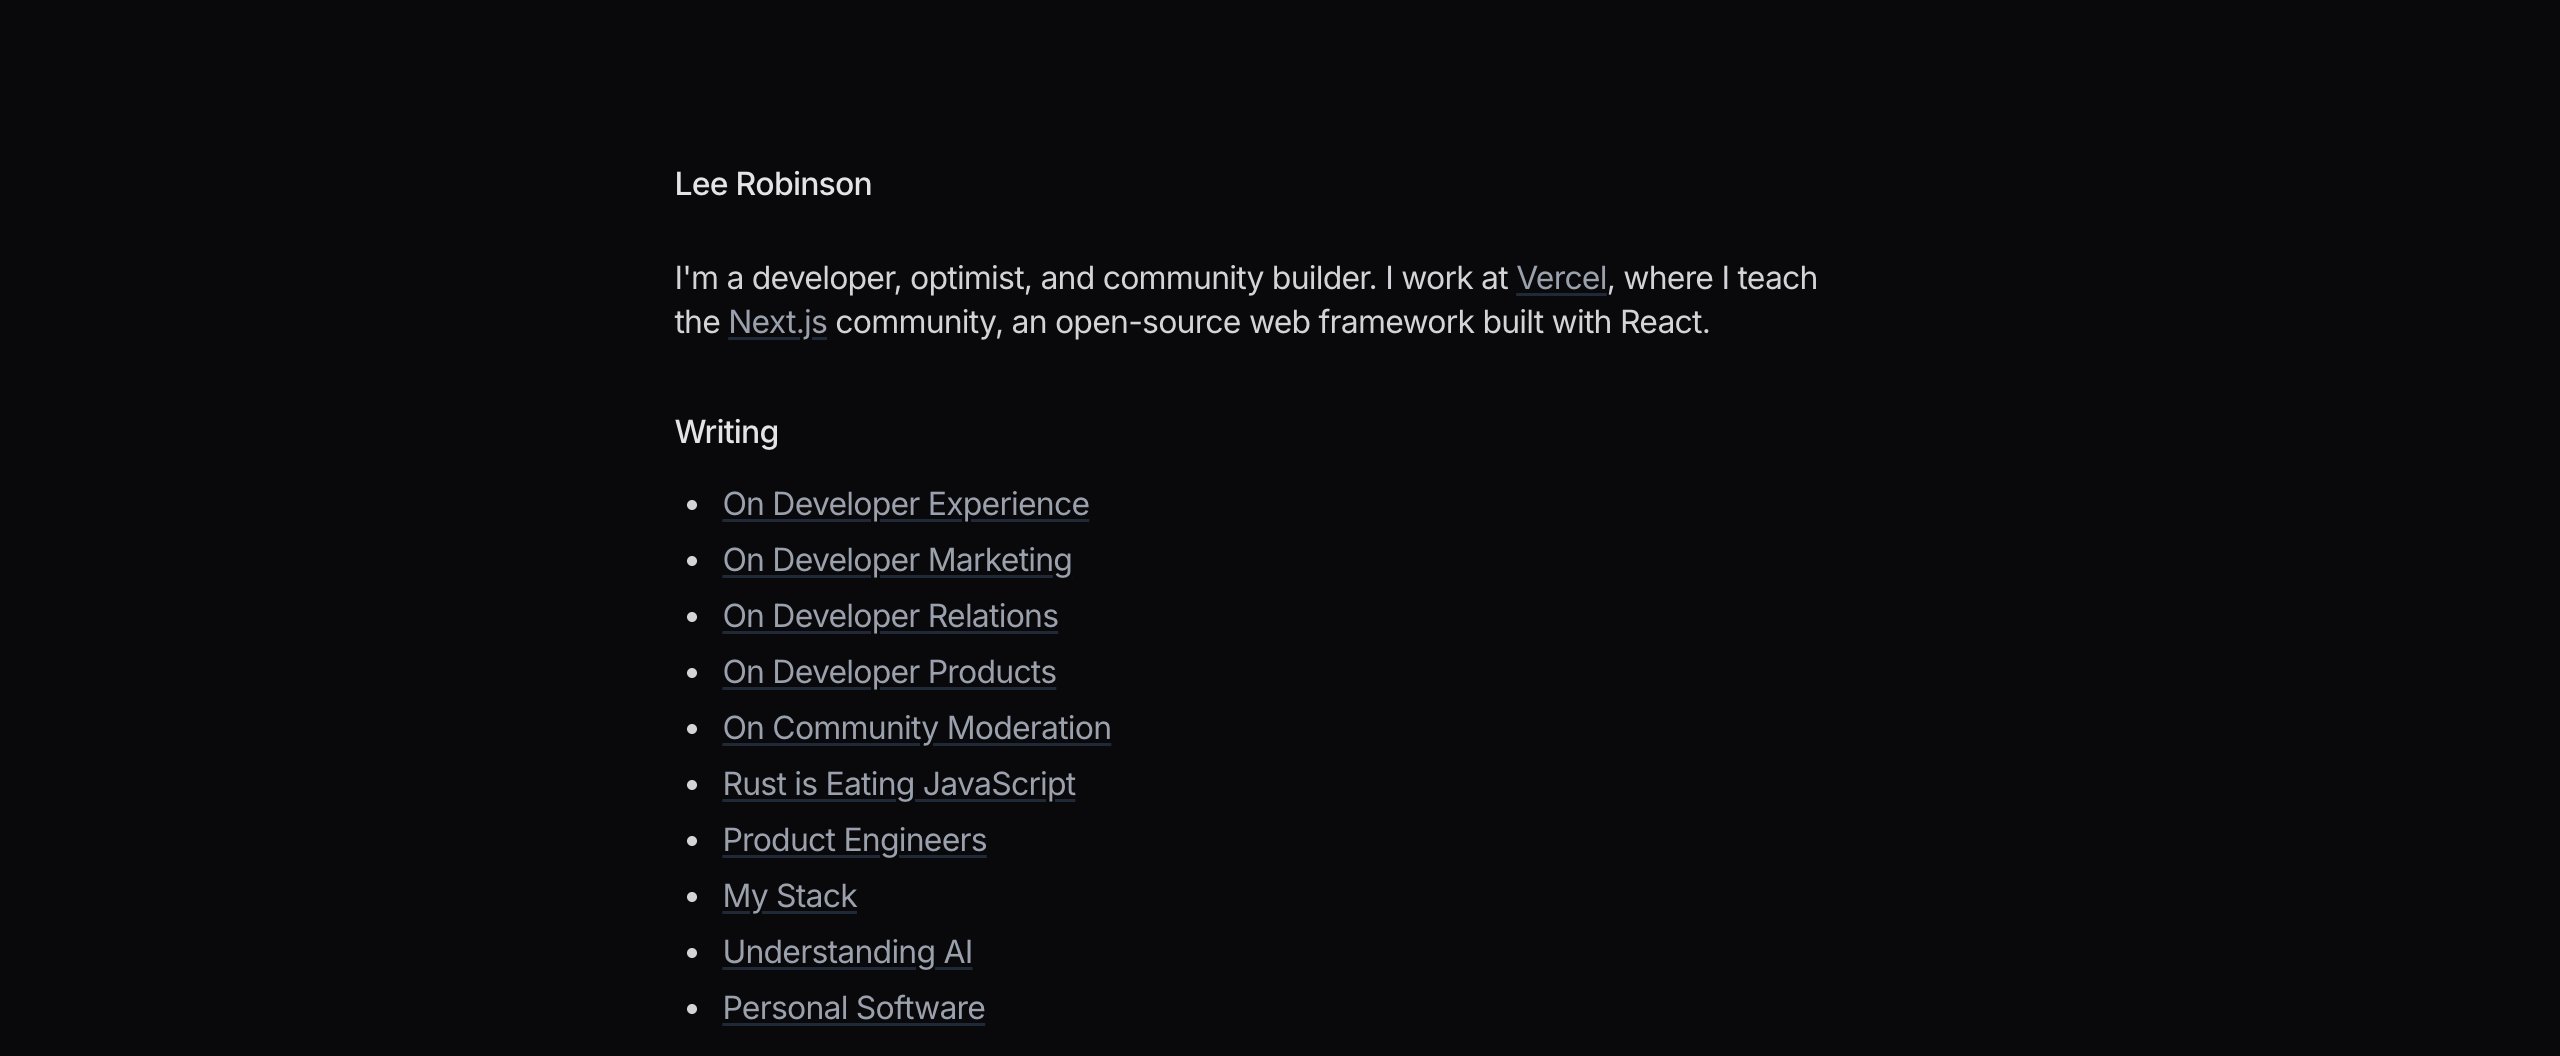 Lee Robinson
I'm a developer, optimist, and community builder. I work at Vercel, where I teach
the Next.js community, an open-source web framework built with React.
Writing
• On Developer Experience
• On Developer Marketing
• On Developer Relations
• On Developer Products
• On Community Moderation
• Rust is Eating JavaScript
• Product Engineers
• My Stack
• Understanding AI
• Personal Software